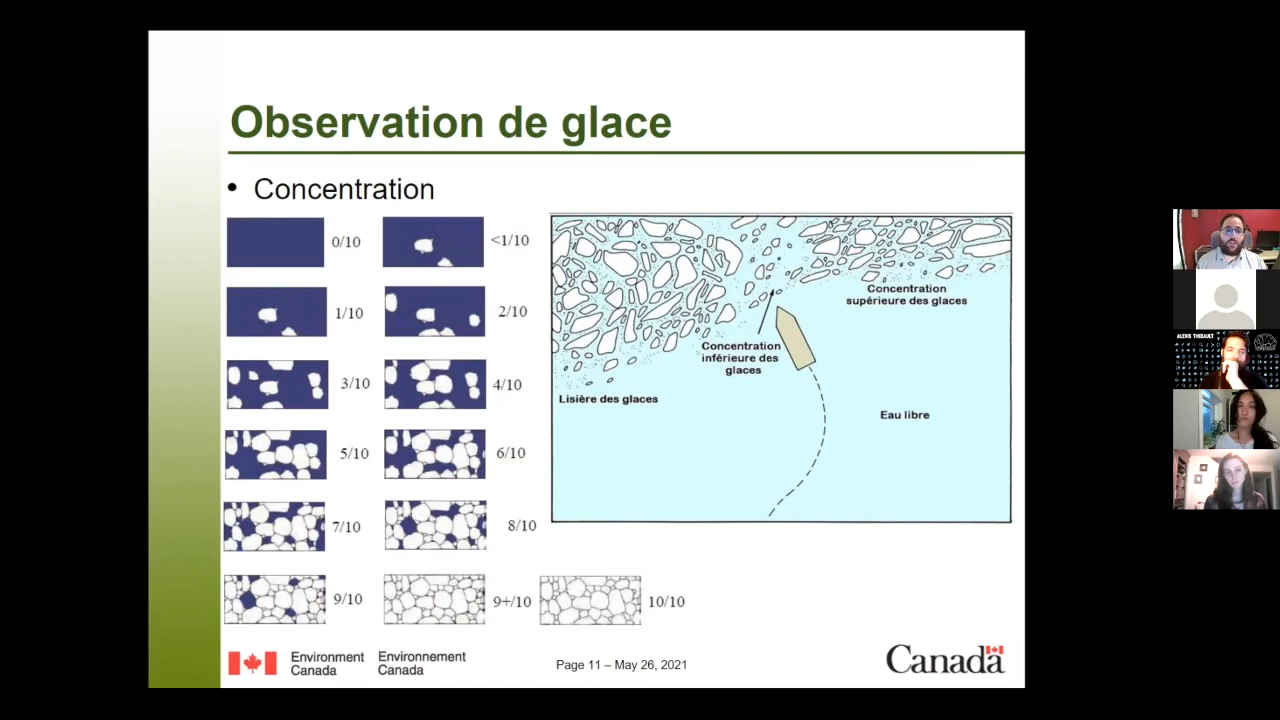 Observation de glace
• Concentration
0/10
<1/10
1/10
2/10
3/10
4/10
5/10
6/10
7/10
8/10
9/10
9+/10
10/10
Concentration
supérieure des glaces
Concentration
inférieure des
glaces
Lisière des glaces
Eau libre
Environment
Canada
Environnement
Canada
Page 11 – May 26, 2021
Canada
ALEXIS THIBAULT